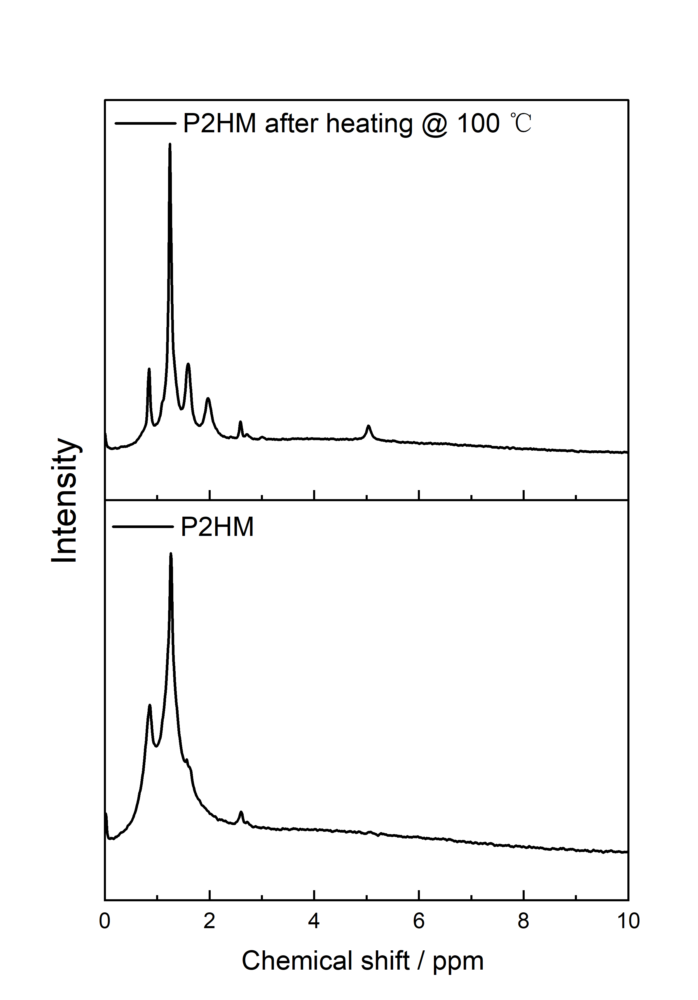 P2HM after heating @ 100 ℃
Intensity
P2HM
0 2 4 6 8 10
Chemical shift / ppm